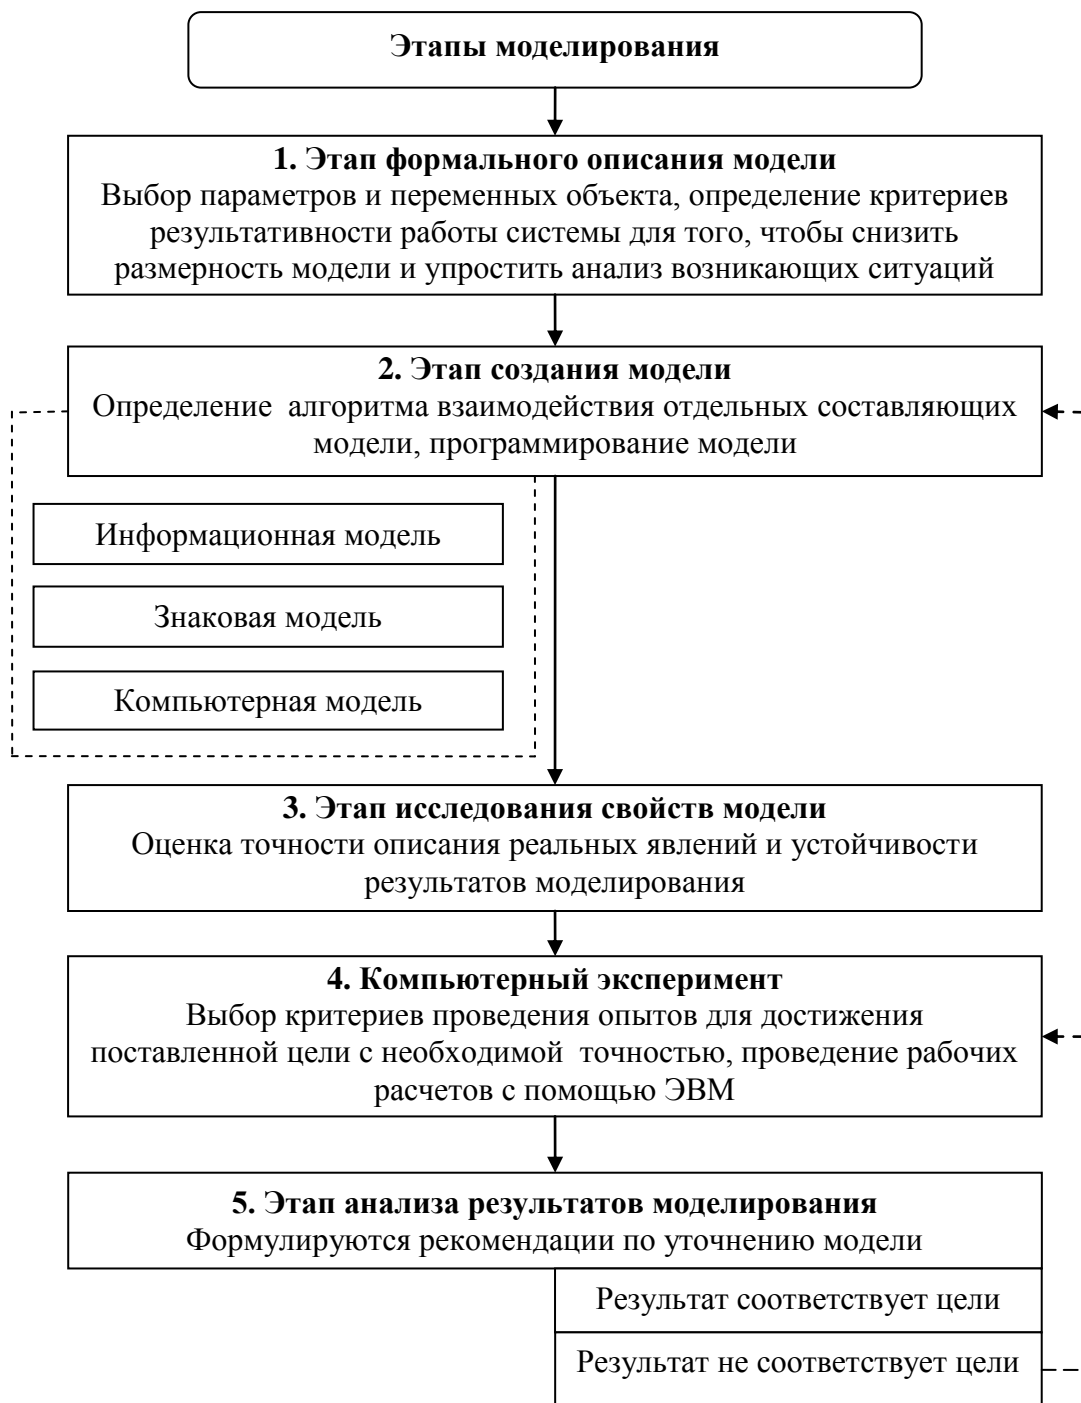 Этапы моделирования
1. Этап формального описания модели
Выбор параметров и переменных объекта, определение критериев
результативности работы системы для того, чтобы снизить
размерность модели и упростить анализ возникающих ситуаций
2. Этап создания модели
Определение алгоритма взаимодействия отдельных составляющих
модели, программирование модели
Информационная модель
Знаковая модель
Компьютерная модель
3. Этап исследования свойств модели
Оценка точности описания реальных явлений и устойчивости
результатов моделирования
4. Компьютерный эксперимент
Выбор критериев проведения опытов для достижения
поставленной цели с необходимой точностью, проведение рабочих
расчетов с помощью ЭВМ
5. Этап анализа результатов моделирования
Формулируются рекомендации по уточнению модели
Результат соответствует цели
Результат не соответствует цели